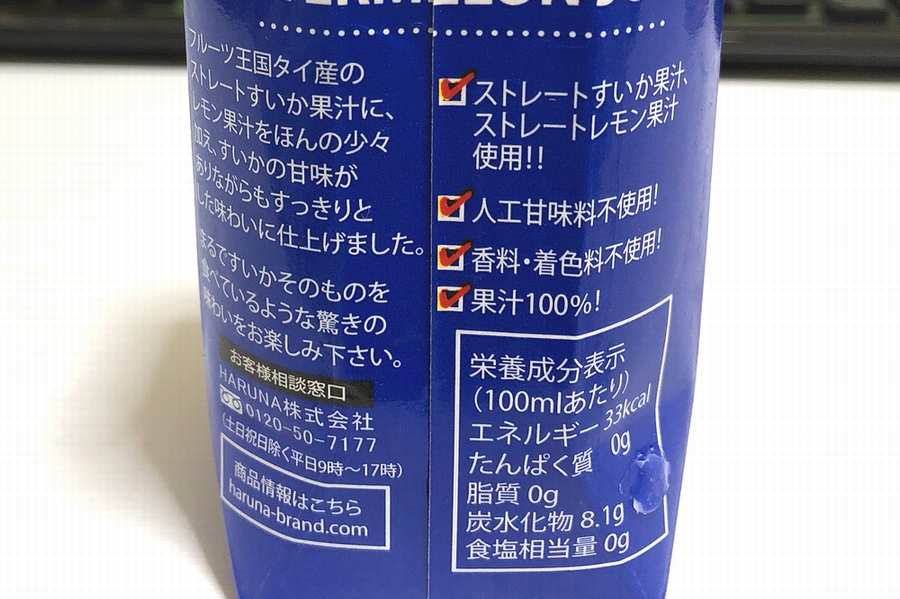 フルーツ王国タイ産の
ストレートすいか果汁に、
レモン果汁をほんの少々
加え、すいかの甘味が
ありながらもすっきりと
した味わいに仕上げました。
まるですいかそのものを
食べているような驚きの
味わいをお楽しみ下さい。
お客様相談窓口
HARUNA株式会社
0120-50-7177
(土日祝日除く平日9時～17時)
商品情報はこちら
haruna-brand.com
ストレートすいか果汁、
ストレートレモン果汁
使用!!
人工甘味料不使用!
香料・着色料不使用!
果汁100%!
栄養成分表示
(100mlあたり)
エネルギー 33kcal
たんぱく質 0g
脂質 0g
炭水化物 8.1g
食塩相当量 0g